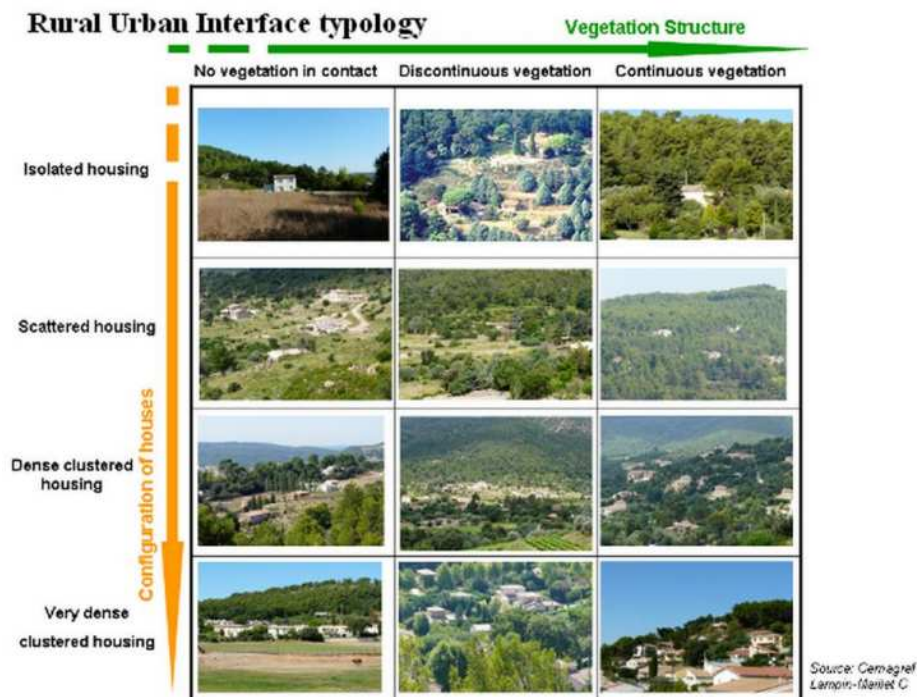 Rural Urban Interface typology
Vegetation Structure
No vegetation in contact
Discontinuous vegetation
Continuous vegetation
Isolated housing
Scattered housing
Dense clustered
housing
Very dense
clustered housing
Configuration of houses
Source: Cemagref
Lampin-Maillet C